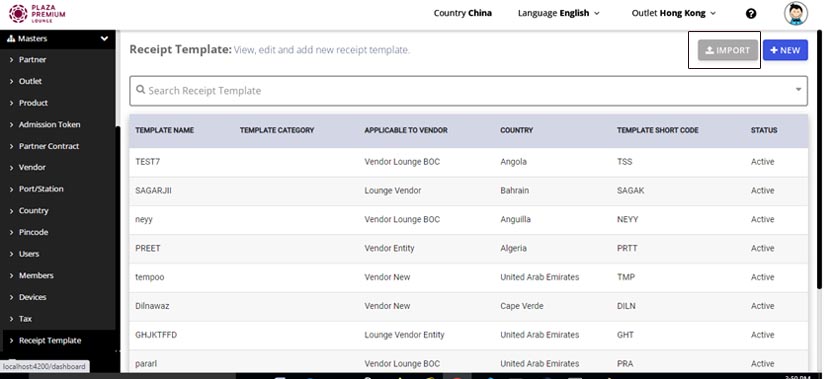 PLAZA
PREMIUM
LOUNGE
Country China
Language English
Outlet Hong Kong
Masters
Partner
Outlet
Product
Admission Token
Partner Contract
Vendor
Port/Station
Country
Pincode
Users
Members
Devices
Tax
Receipt Template
localhost:4200/dashboard
Receipt Template: View, edit and add new receipt template.
IMPORT
+ NEW
Search Receipt Template
TEMPLATE NAME TEMPLATE CATEGORY APPLICABLE TO VENDOR COUNTRY TEMPLATE SHORT CODE STATUS
TEST7 Vendor Lounge BOC Angola TSS Active
SAGARJII Lounge Vendor Bahrain SAGAK Active
neyy Vendor Lounge BOC Anguilla NEYY Active
PREET Vendor Entity Algeria PRTT Active
tempoo Vendor New United Arab Emirates TMP Active
Dilnawaz Vendor New Cape Verde DILN Active
GHJKTFFD Lounge Vendor Entity United Arab Emirates GHT Active
pararl Vendor Lounge BOC United Arab Emirates PRA Active